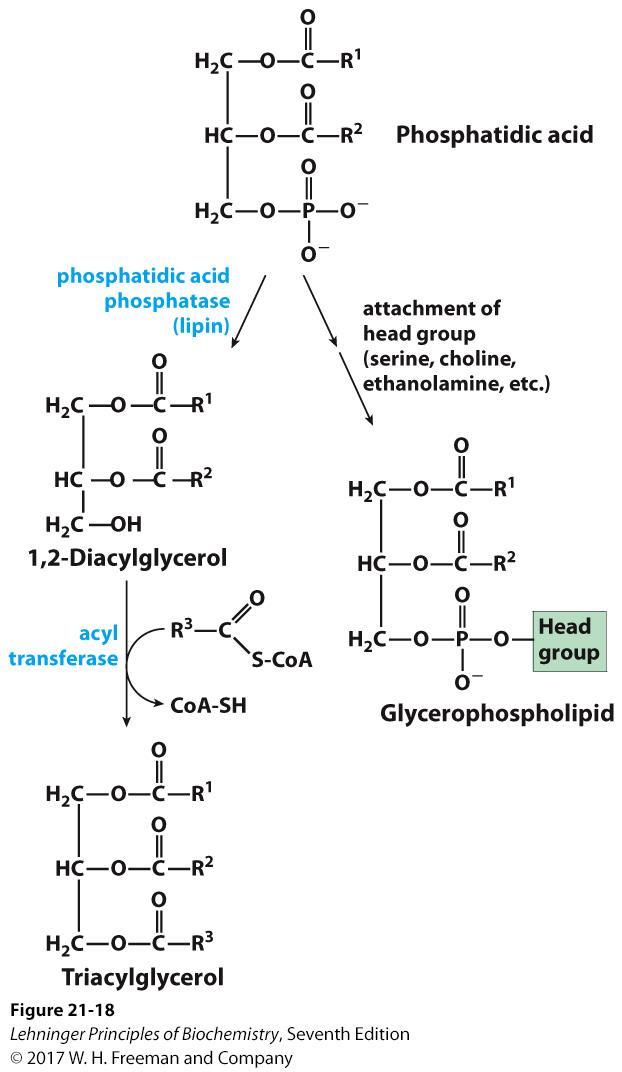 O
H₂C—O—C—R¹
O
HC—O—C—R²
Phosphatidic acid
O
H₂C—O—P—O⁻
O⁻
phosphatidic acid
phosphatase
(lipin)
attachment of
head group
(serine, choline,
ethanolamine, etc.)
O
H₂C—O—C—R¹
O
HC—O—C—R²
H₂C—OH
1,2-Diacylglycerol
O
H₂C—O—C—R¹
O
HC—O—C—R²
O
H₂C—O—P—O—
Head
group
O⁻
Glycerophospholipid
acyl
transferase
O
R³—C
S-CoA
CoA-SH
O
H₂C—O—C—R¹
O
HC—O—C—R²
O
H₂C—O—C—R³
Triacylglycerol
Figure 21-18
Lehninger Principles of Biochemistry, Seventh Edition
© 2017 W. H. Freeman and Company